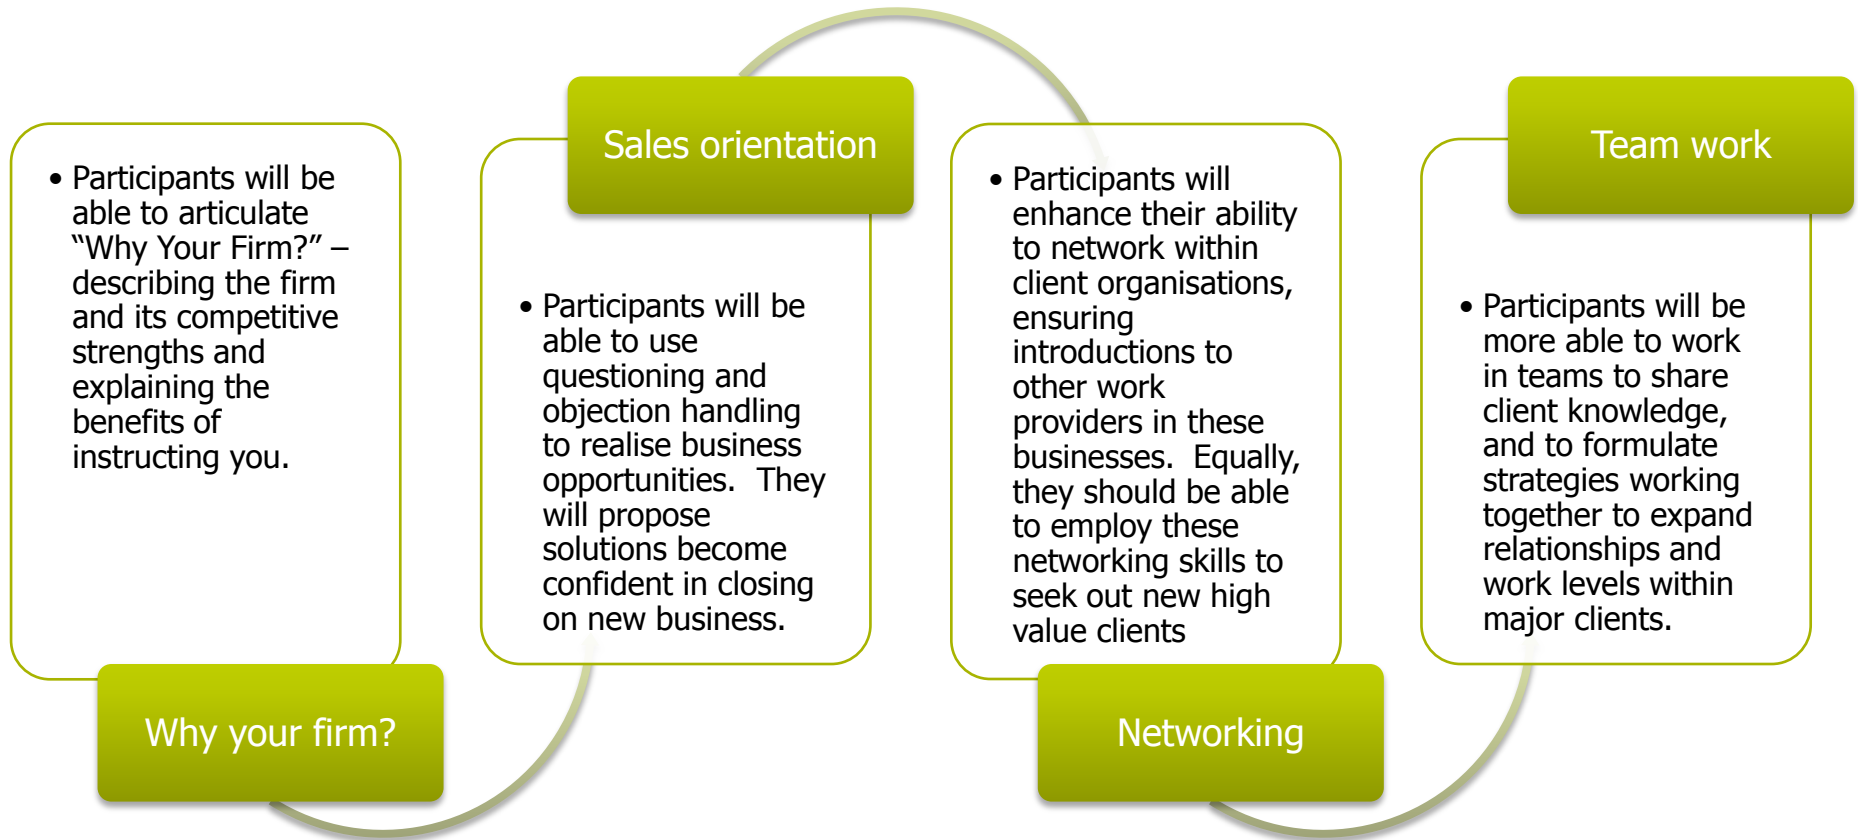 • Participants will be
able to articulate
“Why Your Firm?” –
describing the firm
and its competitive
strengths and
explaining the
benefits of
instructing you.
Why your firm?
Sales orientation
• Participants will be
able to use
questioning and
objection handling
to realise business
opportunities.  They
will propose
solutions become
confident in closing
on new business.
• Participants will
enhance their ability
to network within
client organisations,
ensuring
introductions to
other work
providers in these
businesses.  Equally,
they should be able
to employ these
networking skills to
seek out new high
value clients
Networking
Team work
• Participants will be
more able to work
in teams to share
client knowledge,
and to formulate
strategies working
together to expand
relationships and
work levels within
major clients.